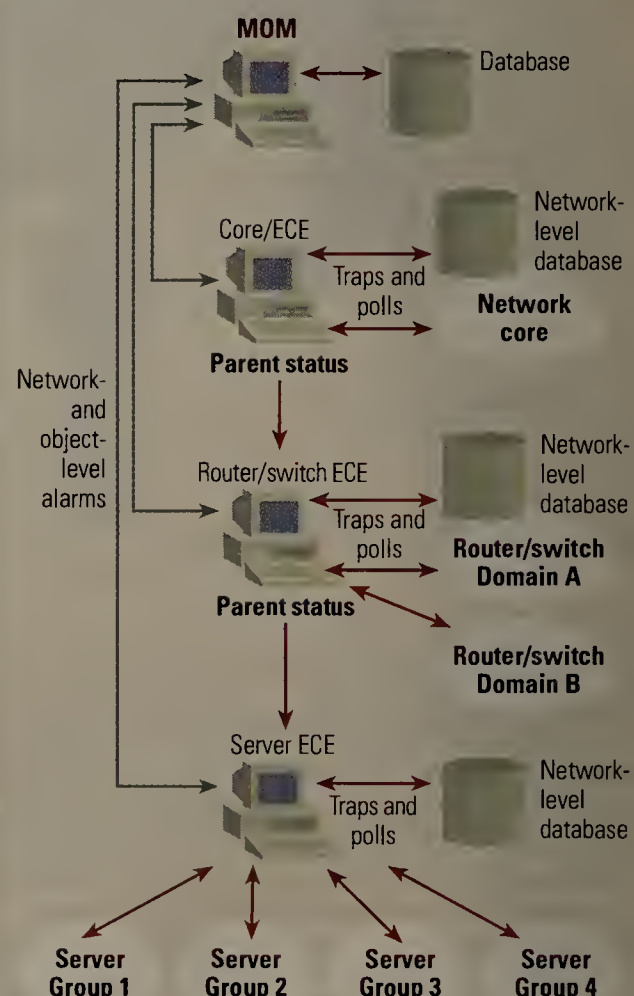 MOM
Database
Core/ECE
Network-
level
database
Traps and
polls
Network
core
Parent status
Network-
and
object-
level
alarms
Router/switch ECE
Network-
level
database
Traps and
polls
Router/switch
Domain A
Parent status
Router/switch
Domain B
Server ECE
Network-
level
database
Traps and
polls
Server
Group 1
Server
Group 2
Server
Group 3
Server
Group 4